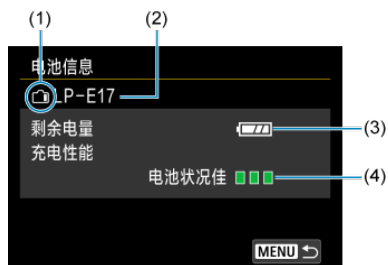 (1) (2)
电池信息
LP-E17
剩余电量 (3)
充电性能
电池状况佳 (4)
MENU